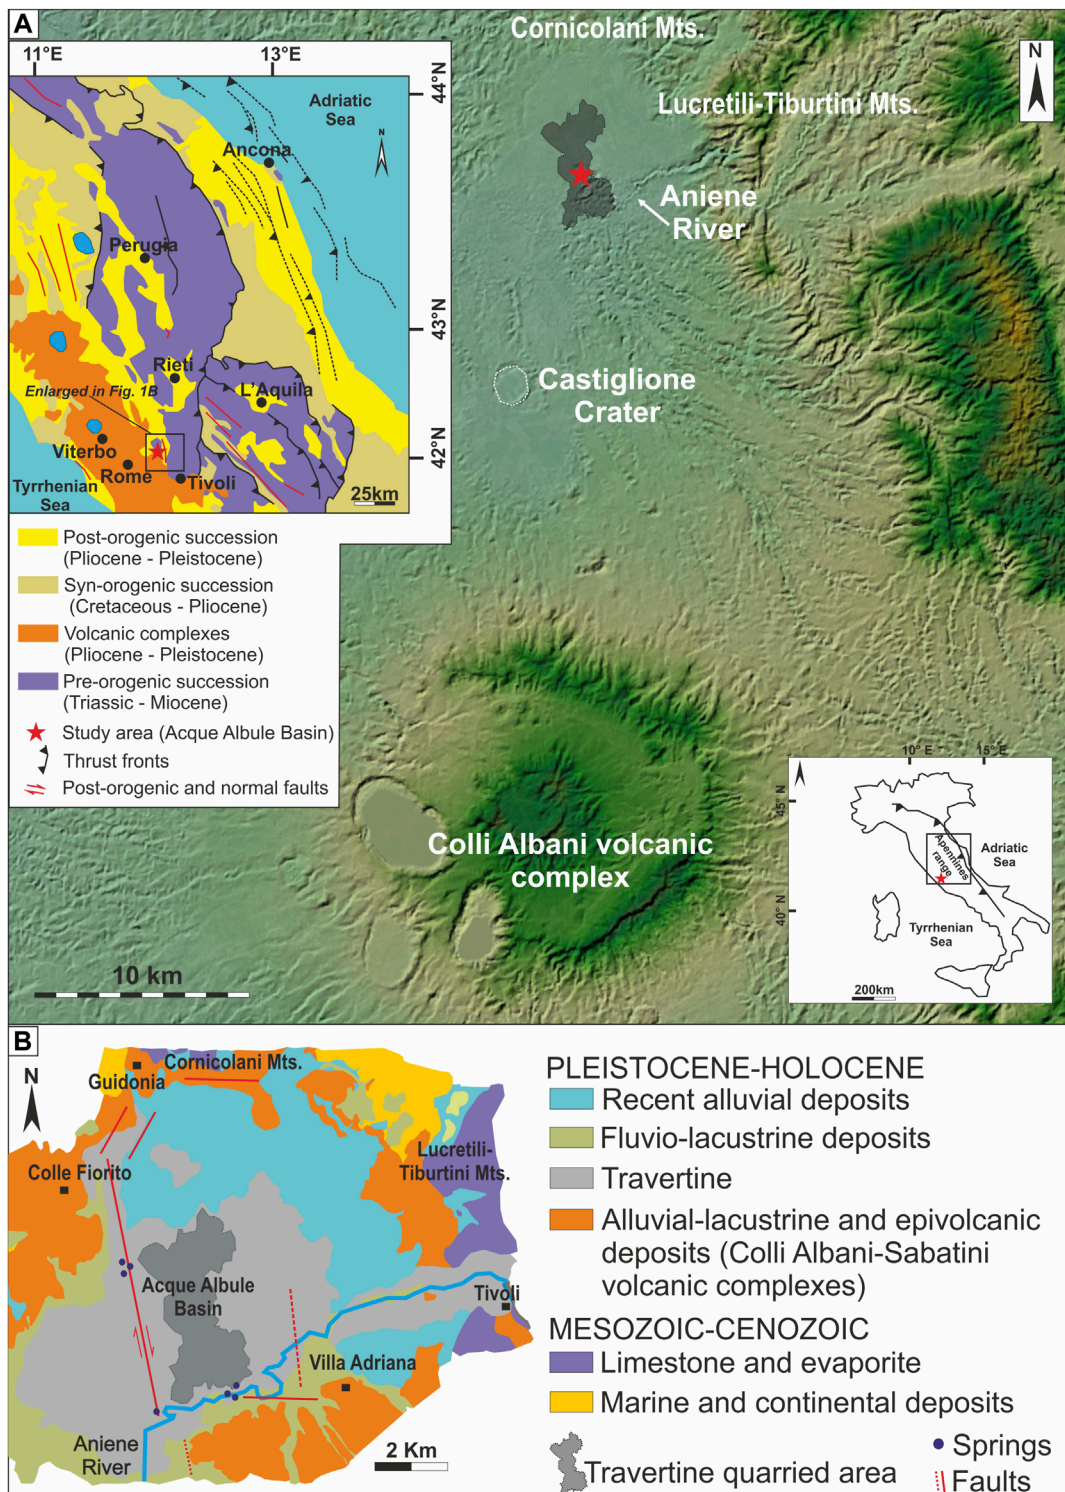 A
Cornicolani Mts.
N
Lucretili-Tiburtini Mts.
Aniene
River
Castiglione
Crater
Colli Albani volcanic
complex
10 km
11°E
13°E
44°N
43°N
42°N
Adriatic
Sea
N
Ancona
Perugia
Rieti
L'Aquila
Enlarged in Fig. 1B
Viterbo
Rome
Tivoli
Tyrrhenian
Sea
25km
Post-orogenic succession
(Pliocene - Pleistocene)
Syn-orogenic succession
(Cretaceous - Pliocene)
Volcanic complexes
(Pliocene - Pleistocene)
Pre-orogenic succession
(Triassic - Miocene)
Study area (Acque Albule Basin)
Thrust fronts
Post-orogenic and normal faults
10° E
15° E
45° N
40° N
Apennines
range
Adriatic
Sea
Tyrrhenian
Sea
200km
B
N
Guidonia
Cornicolani Mts.
Colle Fiorito
Lucretili-
Tiburtini Mts.
Acque Albule
Basin
Tivoli
Villa Adriana
Aniene
River
2 Km
PLEISTOCENE-HOLOCENE
Recent alluvial deposits
Fluvio-lacustrine deposits
Travertine
Alluvial-lacustrine and epivolcanic
deposits (Colli Albani-Sabatini
volcanic complexes)
MESOZOIC-CENOZOIC
Limestone and evaporite
Marine and continental deposits
Travertine quarried area
Springs
Faults